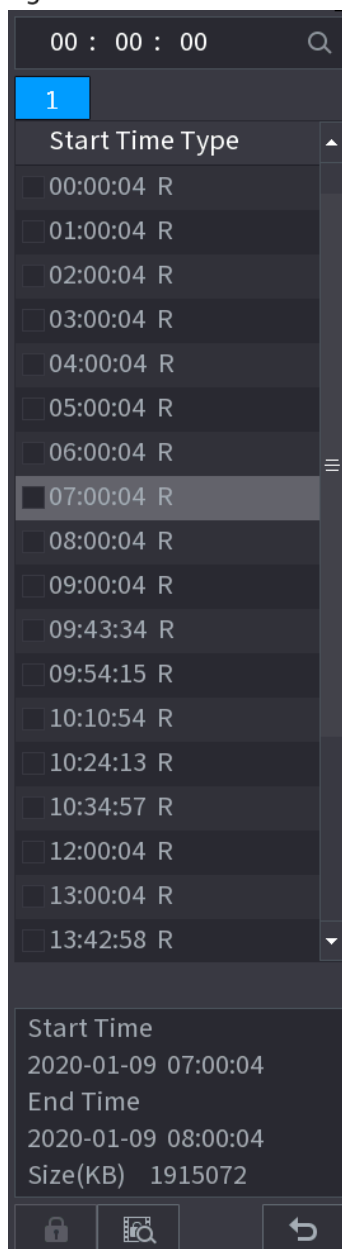 00 : 00 : 00
1
Start Time Type
00:00:04 R
01:00:04 R
02:00:04 R
03:00:04 R
04:00:04 R
05:00:04 R
06:00:04 R
07:00:04 R
08:00:04 R
09:00:04 R
09:43:34 R
09:54:15 R
10:10:54 R
10:24:13 R
10:34:57 R
12:00:04 R
13:00:04 R
13:42:58 R
Start Time
2020-01-09 07:00:04
End Time
2020-01-09 08:00:04
Size(KB) 1915072